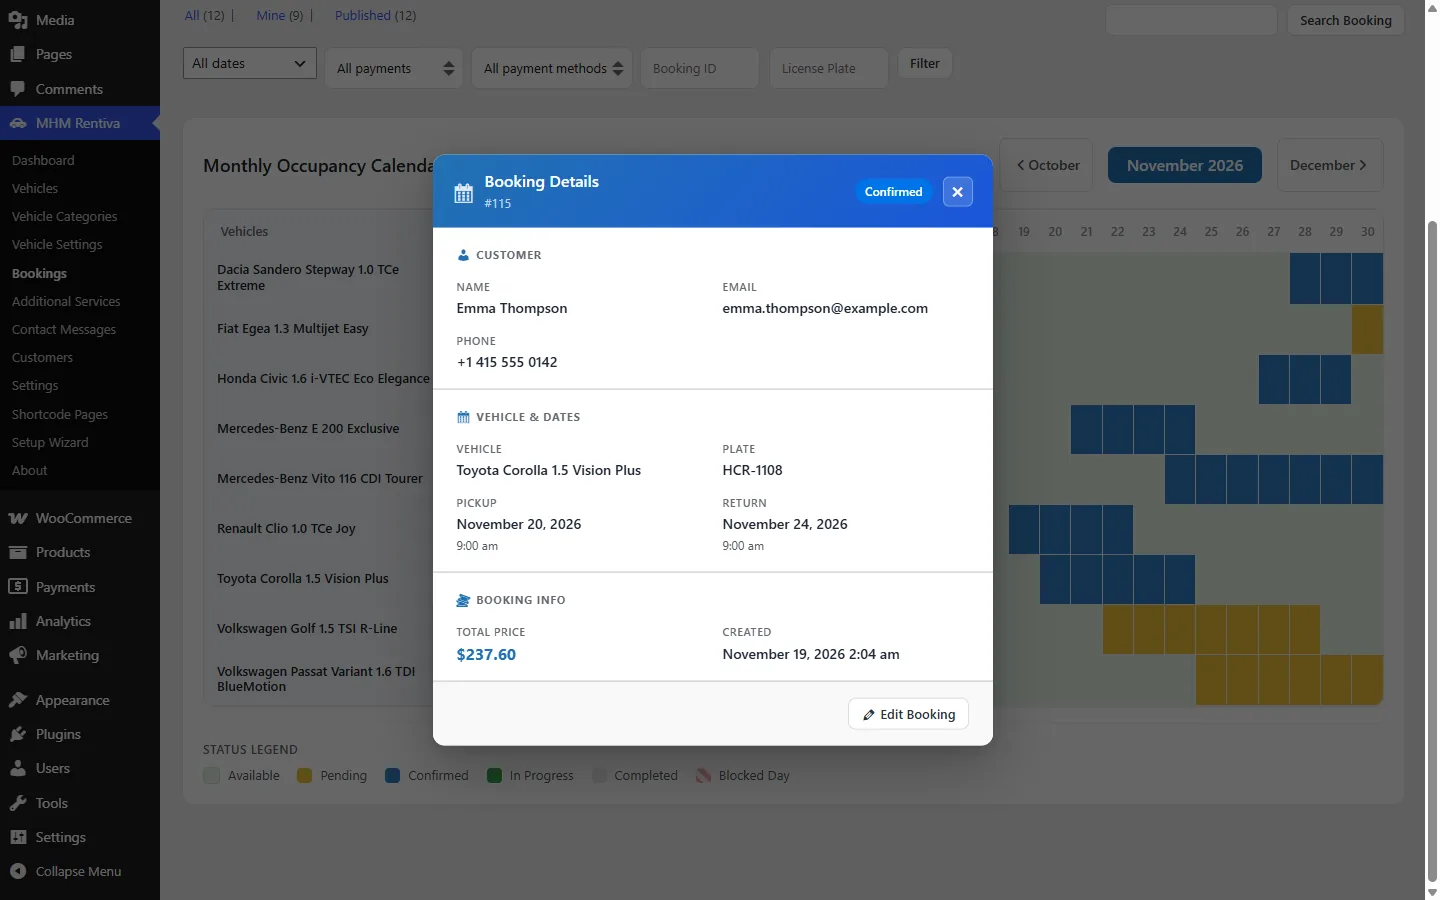 Media
Pages
Comments
MHM Rentiva
Dashboard
Vehicles
Vehicle Categories
Vehicle Settings
Bookings
Additional Services
Contact Messages
Customers
Settings
Shortcode Pages
Setup Wizard
About
WooCommerce
Products
Payments
Analytics
Marketing
Appearance
Plugins
Users
Tools
Settings
Collapse Menu
All (12) | Mine (9) | Published (12)
Search Booking
All dates All payments All payment methods Booking ID License Plate Filter
Monthly Occupancy Calenda
October November 2026 December
Vehicles 8 19 20 21 22 23 24 25 26 27 28 29 30
Dacia Sandero Stepway 1.0 TCe
Extreme
Fiat Egea 1.3 Multijet Easy
Honda Civic 1.6 i-VTEC Eco Elegance
Mercedes-Benz E 200 Exclusive
Mercedes-Benz Vito 116 CDI Tourer
Renault Clio 1.0 TCe Joy
Toyota Corolla 1.5 Vision Plus
Volkswagen Golf 1.5 TSI R-Line
Volkswagen Passat Variant 1.6 TDI
BlueMotion
STATUS LEGEND
Available Pending Confirmed In Progress Completed Blocked Day
Booking Details
#115
Confirmed
CUSTOMER
NAME EMAIL
Emma Thompson emma.thompson@example.com
PHONE
+1 415 555 0142
VEHICLE & DATES
VEHICLE PLATE
Toyota Corolla 1.5 Vision Plus HCR-1108
PICKUP RETURN
November 20, 2026 November 24, 2026
9:00 am 9:00 am
BOOKING INFO
TOTAL PRICE CREATED
$237.60 November 19, 2026 2:04 am
Edit Booking